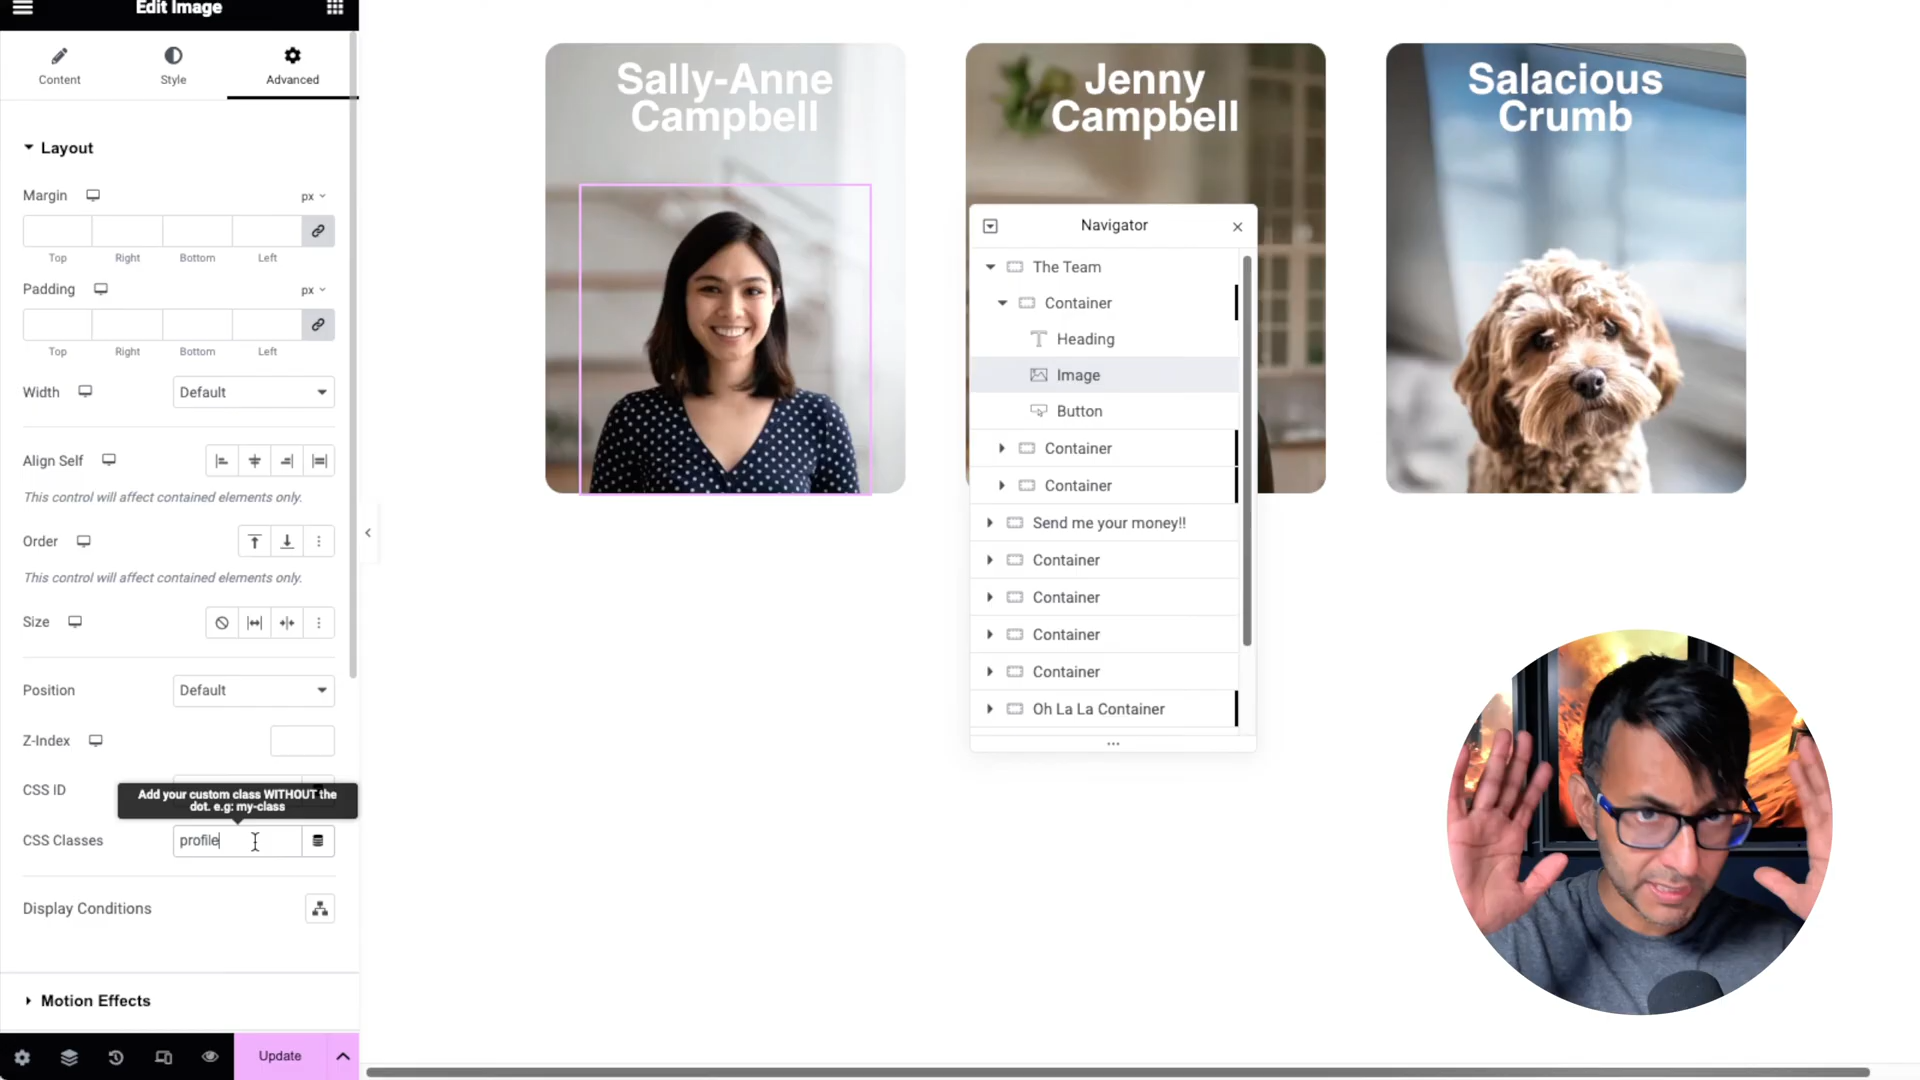 Edit Image
Content
Style
Advanced
Layout
Margin
px
Top
Right
Bottom
Left
Padding
px
Top
Right
Bottom
Left
Width
Default
Align Self
This control will affect contained elements only.
Order
This control will affect contained elements only.
Size
Position
Default
Z-Index
CSS ID
Add your custom class WITHOUT the
dot. e.g: my-class
CSS Classes
profile
Display Conditions
Motion Effects
Update
Sally-Anne
Campbell
Jenny
Campbell
Salacious
Crumb
Navigator
The Team
Container
Heading
Image
Button
Container
Container
Send me your money!!
Container
Container
Container
Container
Oh La La Container